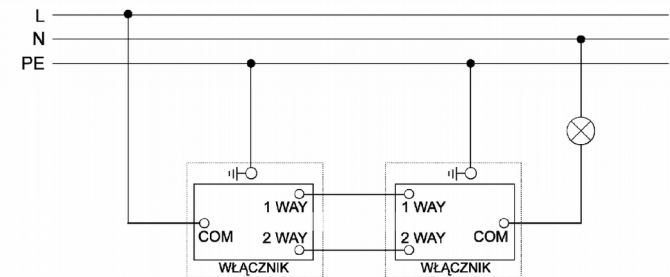 L
N
PE
1 WAY 1 WAY
COM 2 WAY 2 WAY COM
WŁĄCZNIK WŁĄCZNIK